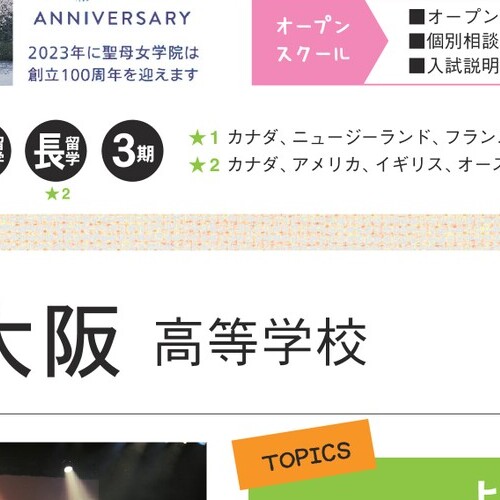 ANNIVERSARY
2023年に聖母女学院は
創立100周年を迎えます
オープン
スクール
■オープン
■個別相談
■入試説明
長留学
3期
★2
★1 カナダ、ニュージーランド、フラン
★2 カナダ、アメリカ、イギリス、オース
大阪 高等学校
TOPICS